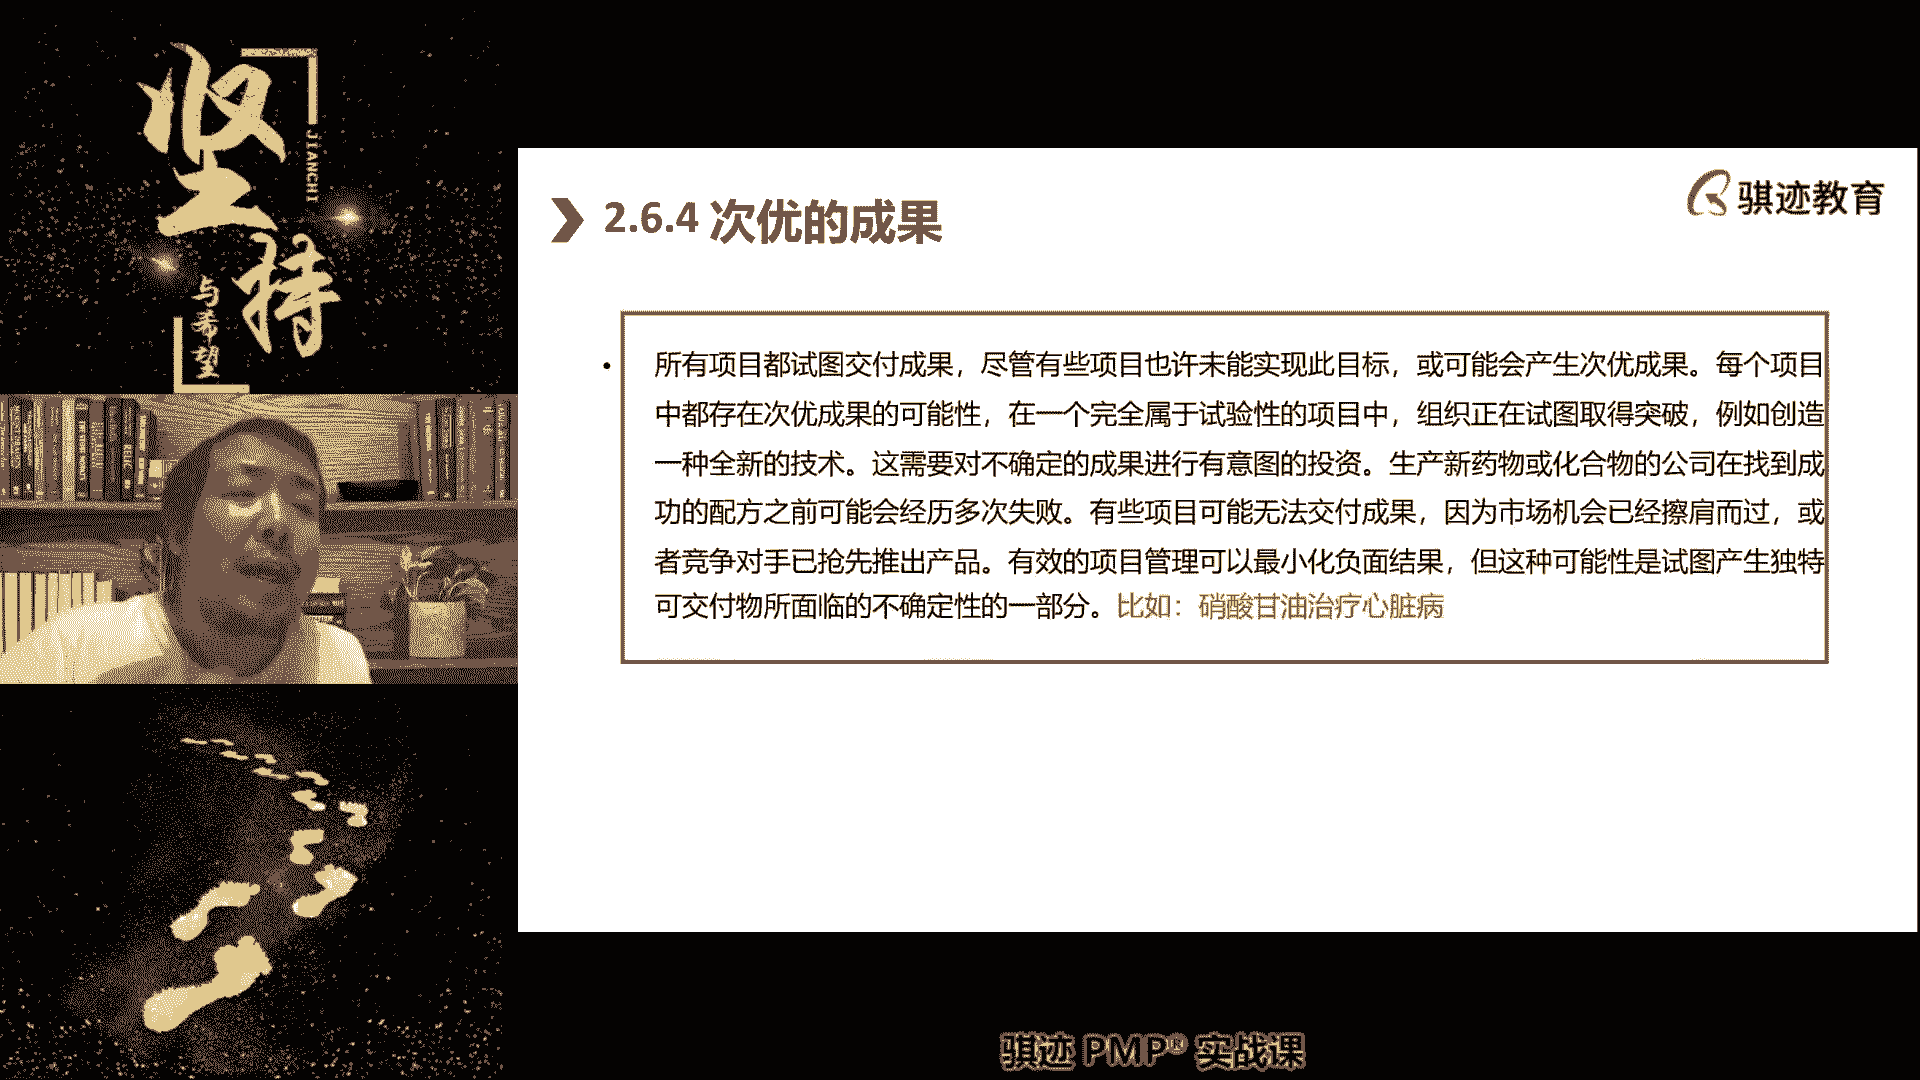 坚持
JIANCHI
与希望
骐迹教育
2.6.4 次优的成果
• 所有项目都试图交付成果，尽管有些项目也许未能实现此目标，或可能会产生次优成果。每个项目
中都存在次优成果的可能性，在一个完全属于试验性的项目中，组织正在试图取得突破，例如创造
一种全新的技术。这需要对不确定的成果进行有意图的投资。生产新药物或化合物的公司在找到成
功的配方之前可能会经历多次失败。有些项目可能无法交付成果，因为市场机会已经擦肩而过，或
者竞争对手已抢先推出产品。有效的项目管理可以最小化负面结果，但这种可能性是试图产生独特
可交付物所面临的不确定性的一部分。比如：硝酸甘油治疗心脏病
骐迹 PMP® 实战课